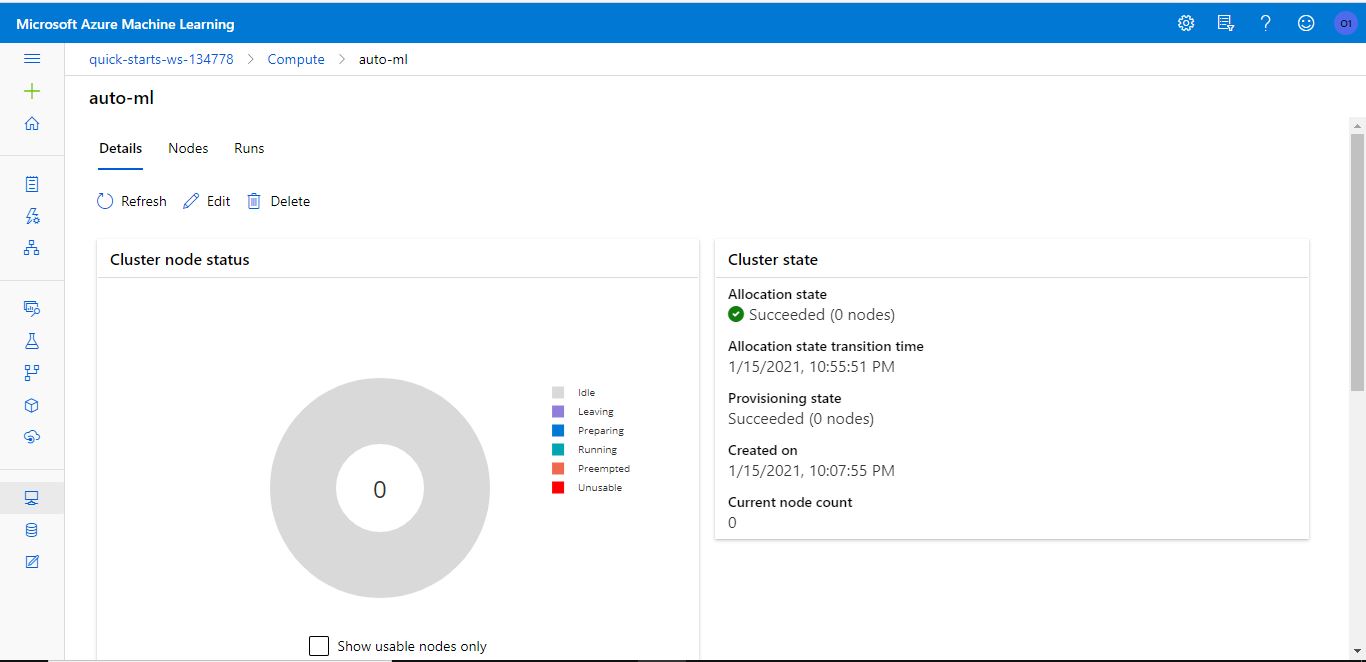 Microsoft Azure Machine Learning
O1
quick-starts-ws-134778 > Compute > auto-ml
auto-ml
Details Nodes Runs
Refresh Edit Delete
Cluster node status
0
Idle
Leaving
Preparing
Running
Preempted
Unusable
Show usable nodes only
Cluster state
Allocation state
Succeeded (0 nodes)
Allocation state transition time
1/15/2021, 10:55:51 PM
Provisioning state
Succeeded (0 nodes)
Created on
1/15/2021, 10:07:55 PM
Current node count
0